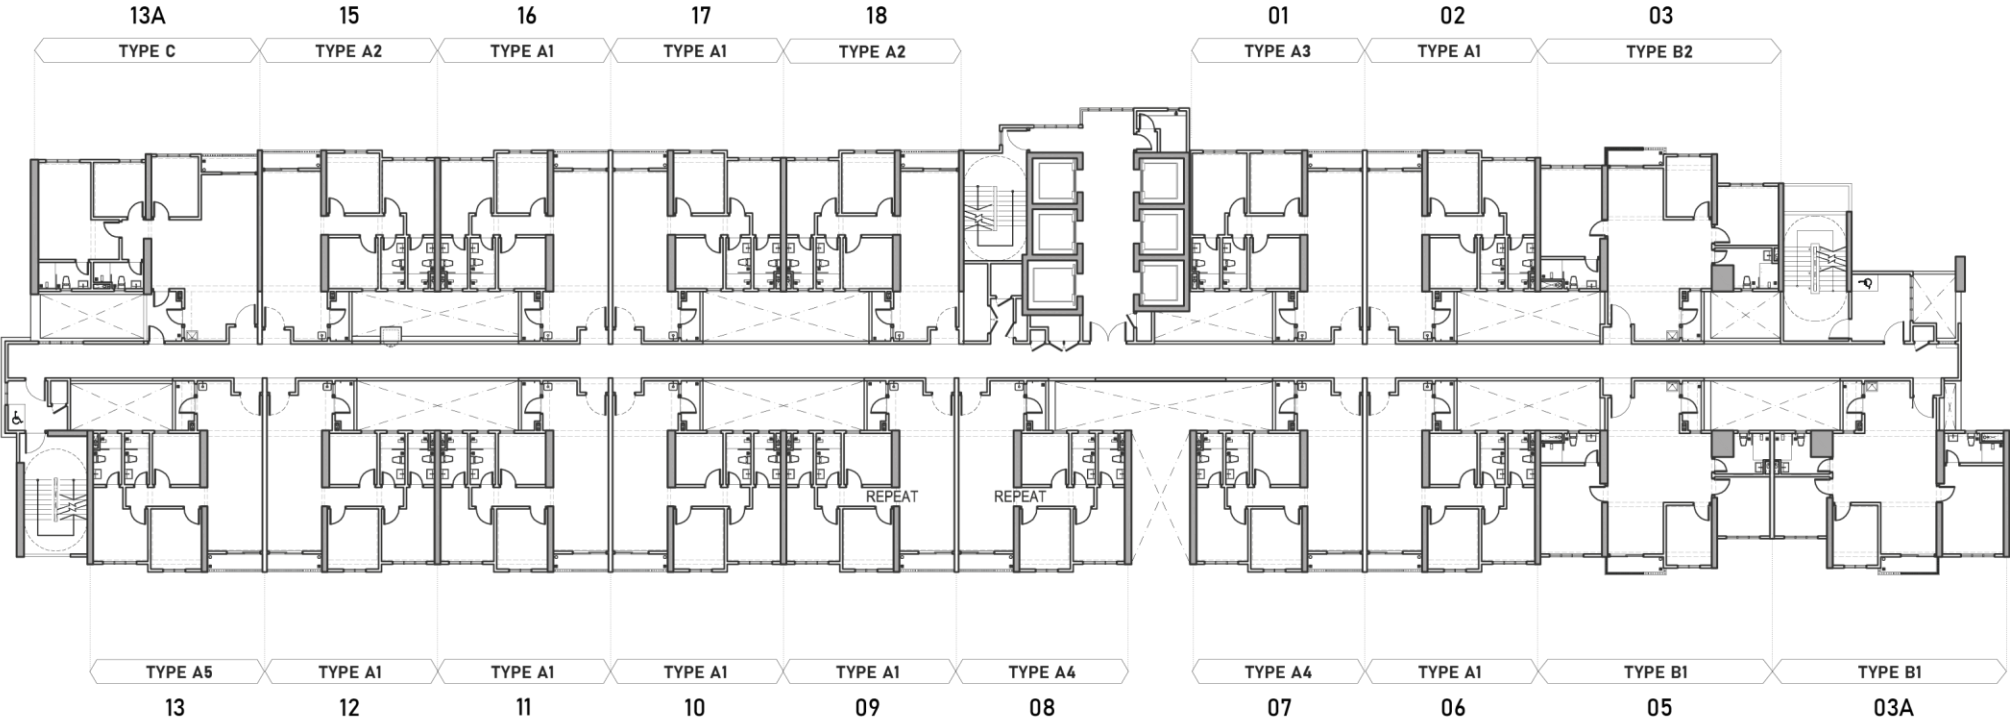 13A 15 16 17 18 01 02 03
TYPE C TYPE A2 TYPE A1 TYPE A1 TYPE A2 TYPE A3 TYPE A1 TYPE B2
REPEAT REPEAT
TYPE A5 TYPE A1 TYPE A1 TYPE A1 TYPE A1 TYPE A4 TYPE A4 TYPE A1 TYPE B1 TYPE B1
13 12 11 10 09 08 07 06 05 03A